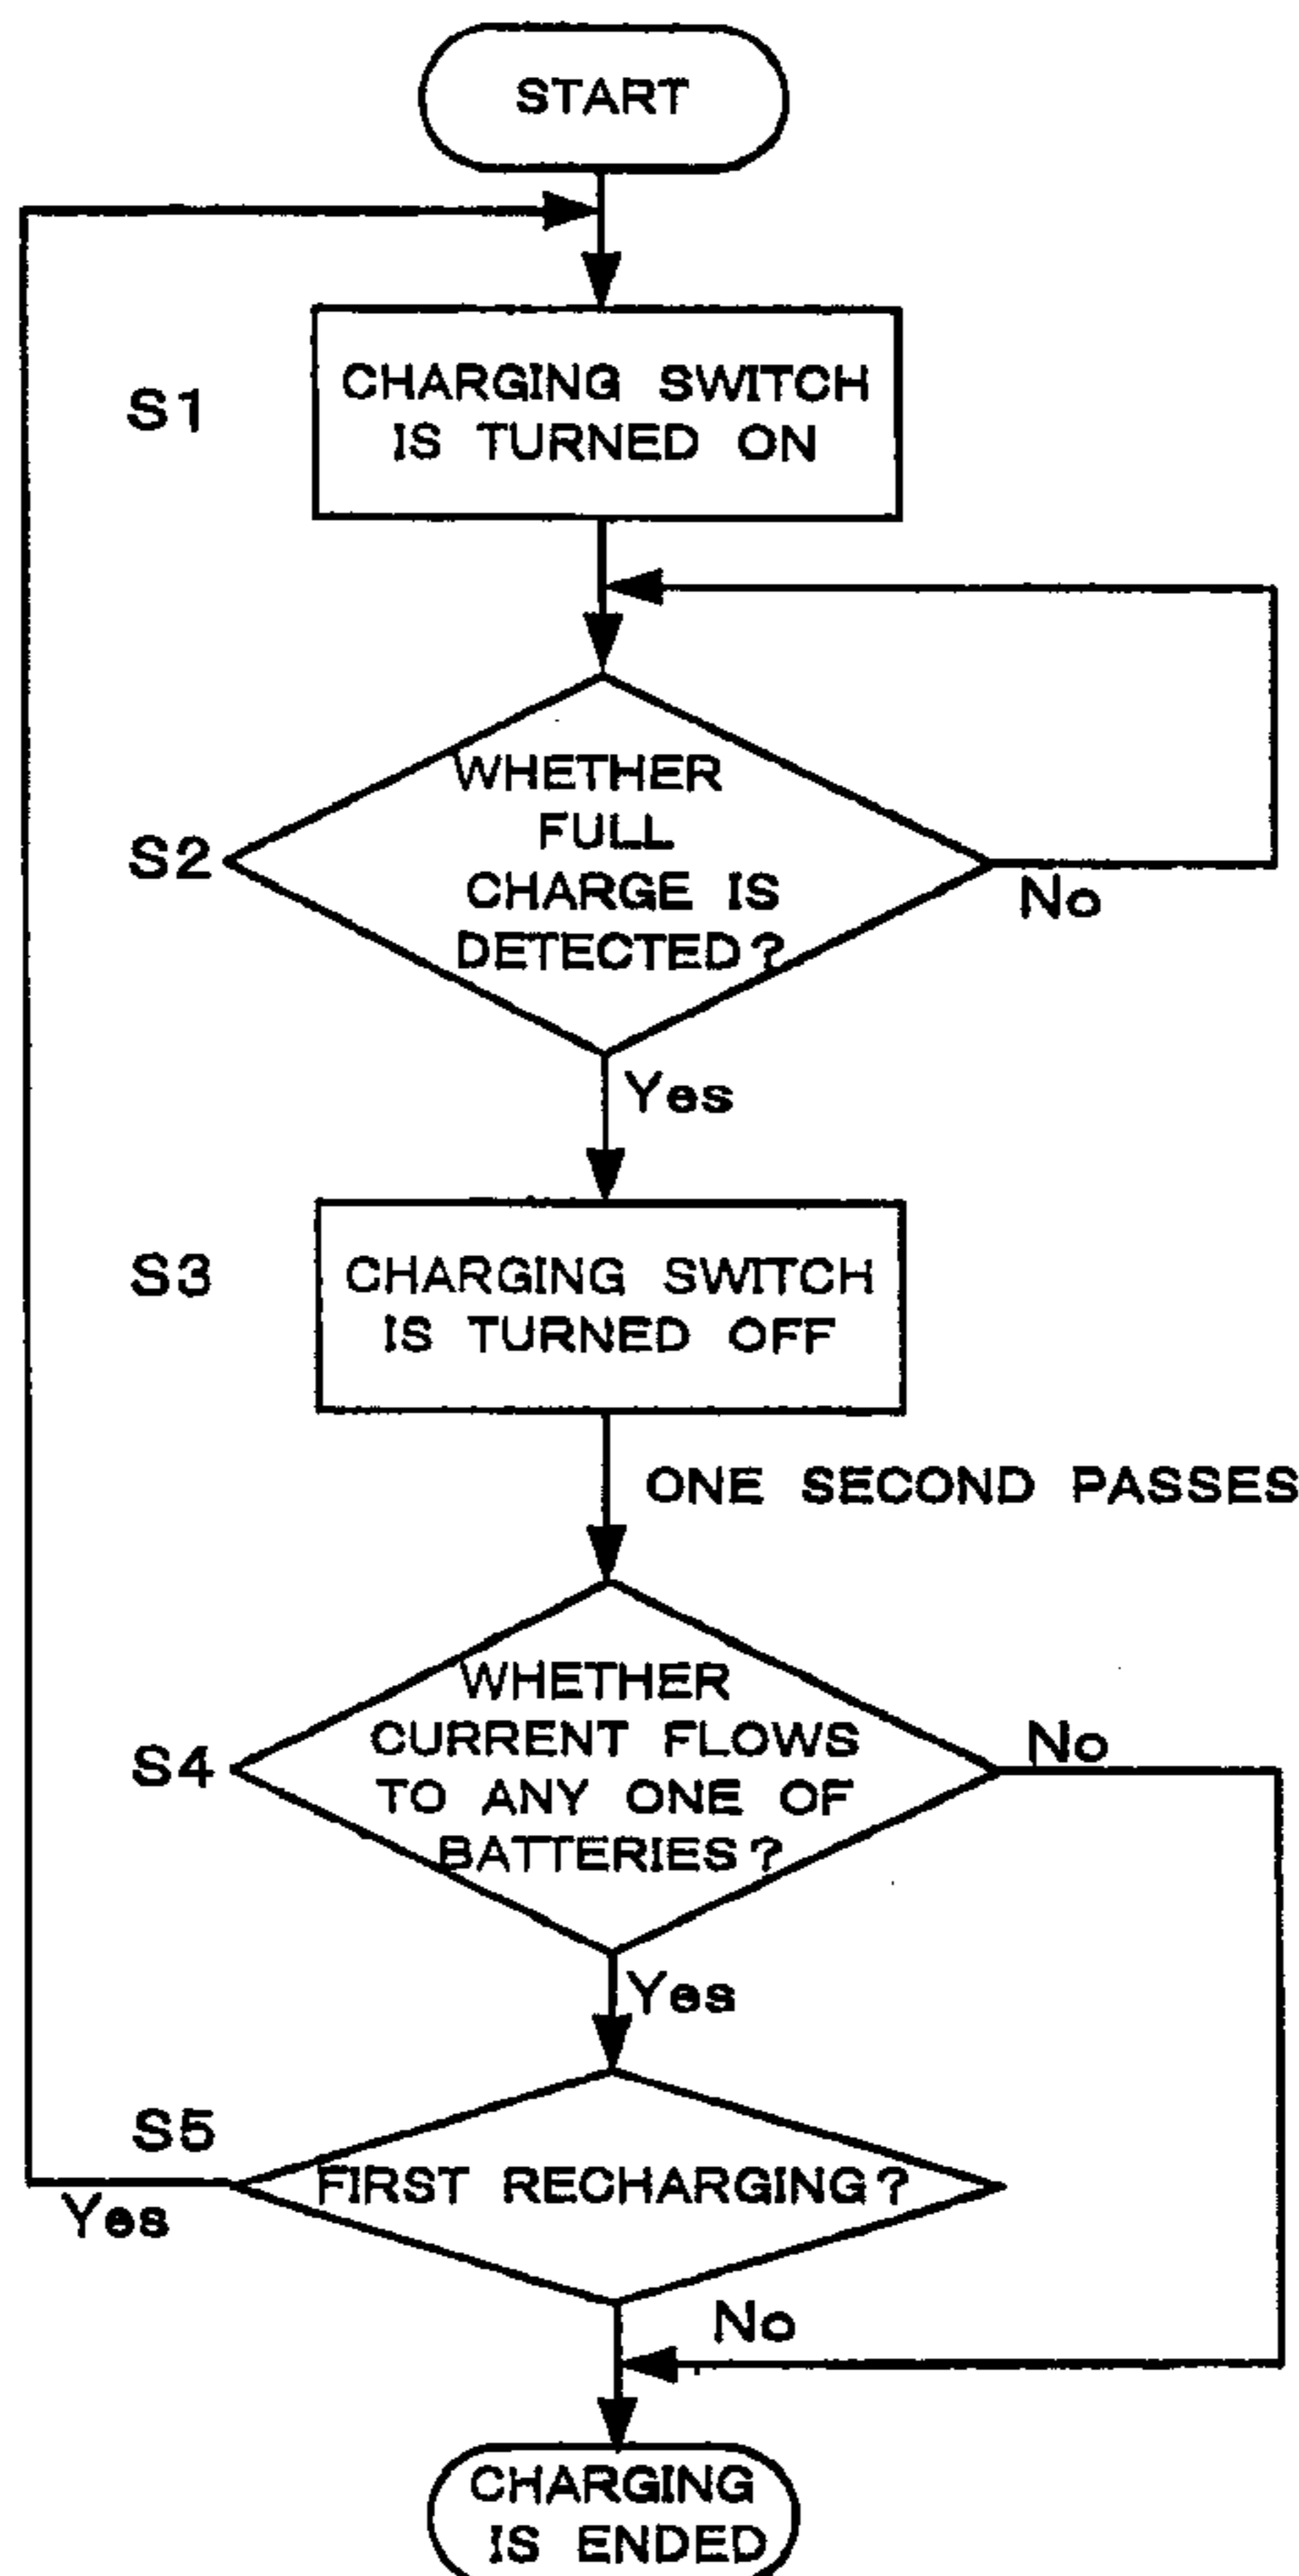 START
S1
CHARGING SWITCH
IS TURNED ON
S2
WHETHER
FULL
CHARGE IS
DETECTED?
No
Yes
S3
CHARGING SWITCH
IS TURNED OFF
ONE SECOND PASSES
S4
WHETHER
CURRENT FLOWS
TO ANY ONE OF
BATTERIES?
No
Yes
S5
FIRST RECHARGING?
Yes
No
CHARGING
IS ENDED